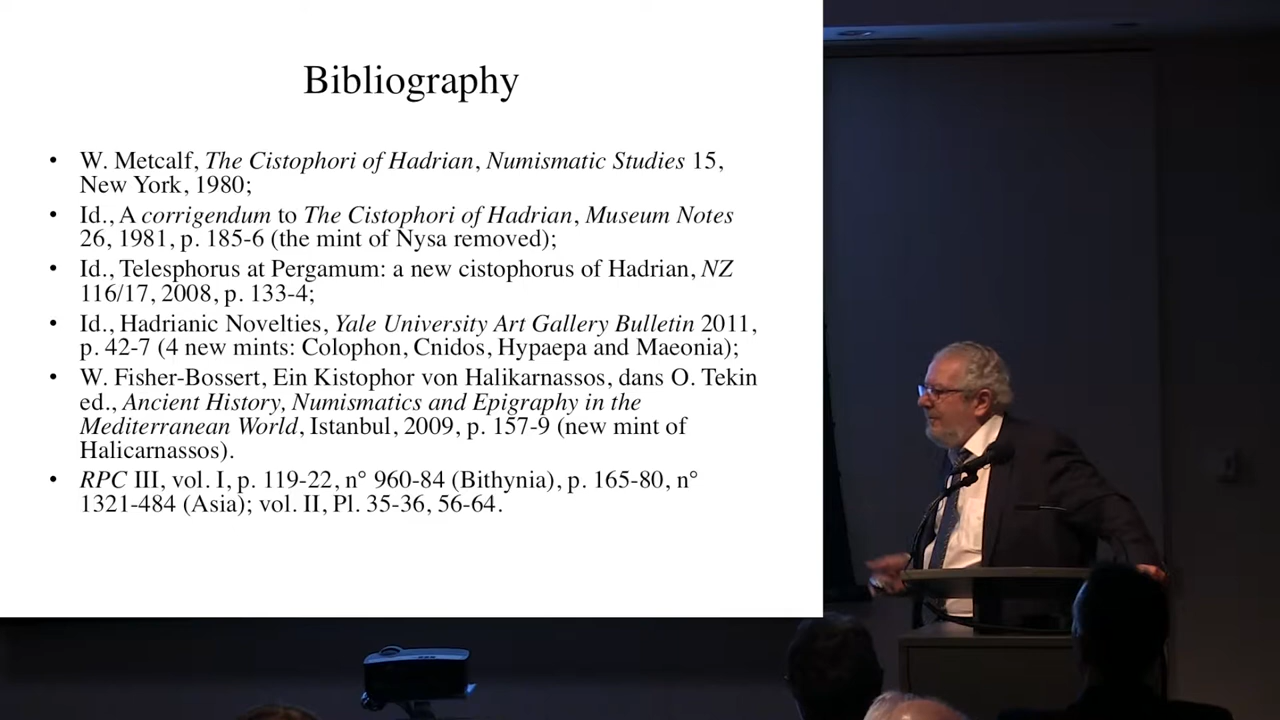 Bibliography
• W. Metcalf, The Cistophori of Hadrian, Numismatic Studies 15,
New York, 1980;
• Id., A corrigendum to The Cistophori of Hadrian, Museum Notes
26, 1981, p. 185-6 (the mint of Nysa removed);
• Id., Telesphorus at Pergamum: a new cistophorus of Hadrian, NZ
116/17, 2008, p. 133-4;
• Id., Hadrianic Novelties, Yale University Art Gallery Bulletin 2011,
p. 42-7 (4 new mints: Colophon, Cnidos, Hypaepa and Maeonia);
• W. Fisher-Bossert, Ein Kistophor von Halikarnassos, dans O. Tekin
ed., Ancient History, Numismatics and Epigraphy in the
Mediterranean World, Istanbul, 2009, p. 157-9 (new mint of
Halicarnassos).
• RPC III, vol. I, p. 119-22, n° 960-84 (Bithynia), p. 165-80, n°
1321-484 (Asia); vol. II, Pl. 35-36, 56-64.